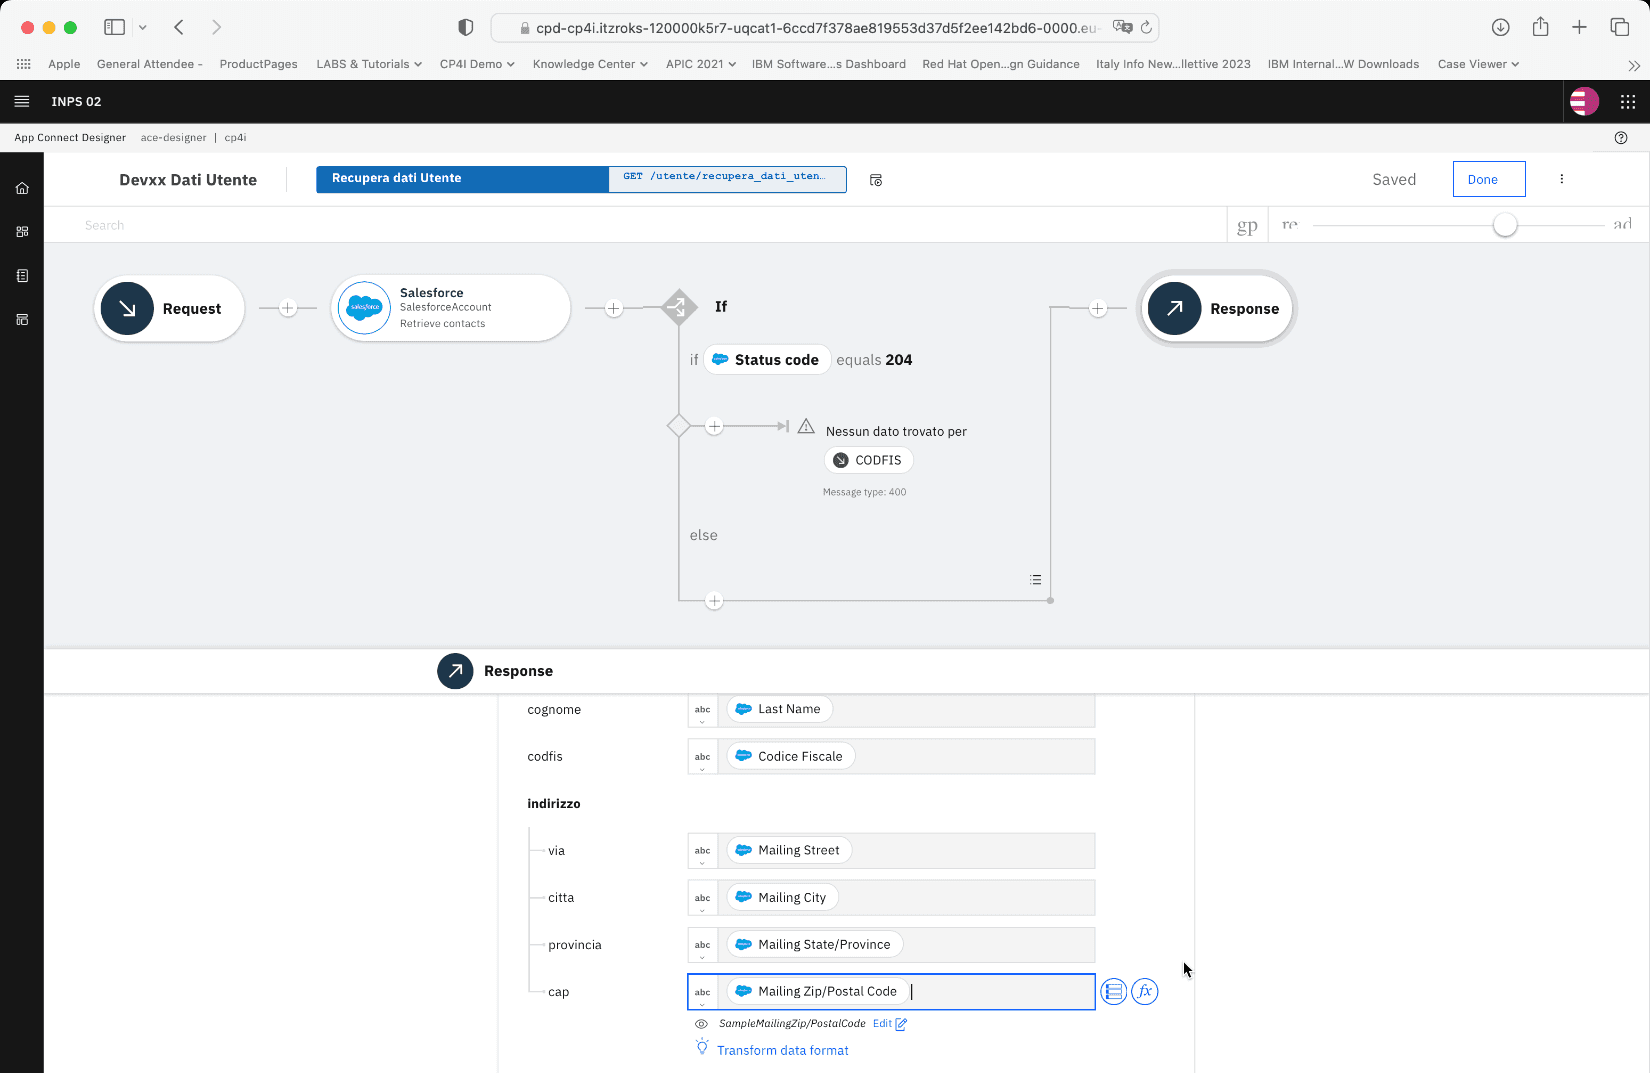 cpd-cp4i.itzroks-120000k5r7-uqcat1-6ccd7f378ae819553d37d5f2ee142bd6-0000.eu-
Apple General Attendee - ProductPages LABS & Tutorials CP4I Demo Knowledge Center APIC 2021 IBM Software...s Dashboard Red Hat Open...gn Guidance Italy Info New...llettive 2023 IBM Internal...W Downloads Case Viewer
INPS 02
App Connect Designer ace-designer | cp4i
Devxx Dati Utente
Recupera dati Utente
GET /utente/recupera_dati_uten...
Saved
Done
Search
gp
re
ad
Request
Salesforce
SalesforceAccount
Retrieve contacts
salesforce
If
Response
if Status code equals 204
Nessun dato trovato per
CODFIS
Message type: 400
else
Response
cognome abc Last Name
codfis abc Codice Fiscale
indirizzo
via abc Mailing Street
citta abc Mailing City
provincia abc Mailing State/Province
cap abc Mailing Zip/Postal Code fx
SampleMailingZip/PostalCode Edit
Transform data format